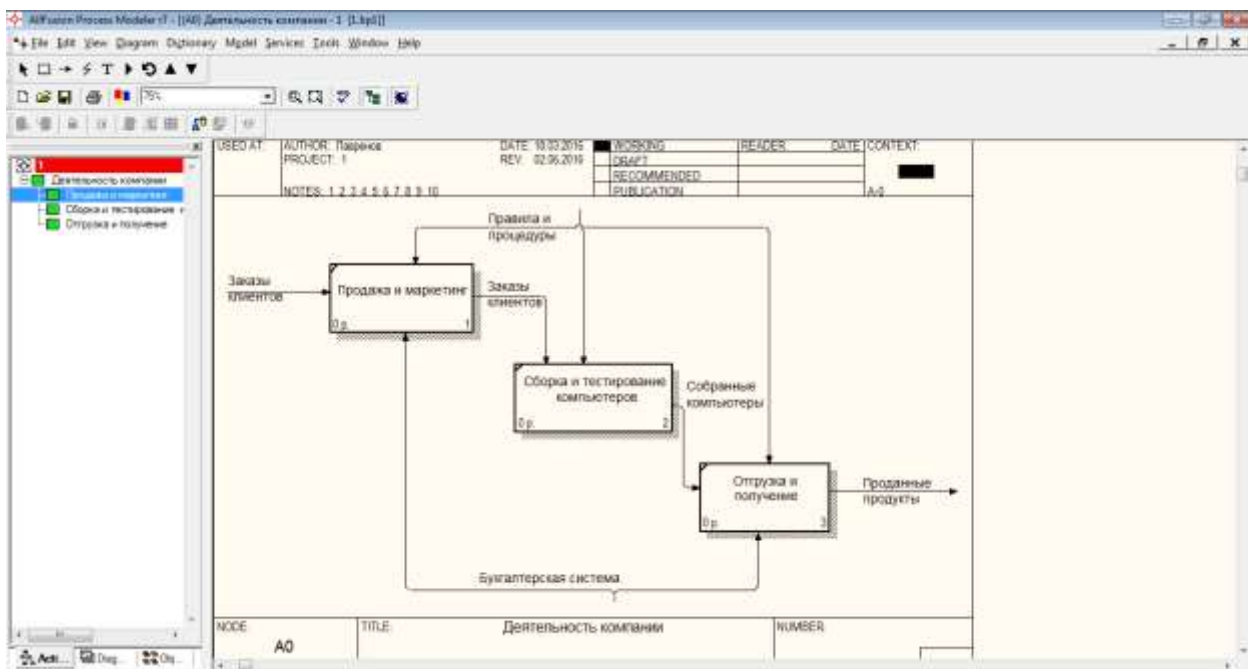 AllFusion Process Modeler r7 - [(A0) Деятельность компании - 1 [1.bp1]]
File Edit View Diagram Dictionary Model Services Tools Window Help
75%
USED AT: AUTHOR: DATE: 10.03.2016 WORKING READER DATE CONTEXT:
PROJECT: 1 REV: 02.06.2016 DRAFT
RECOMMENDED
NOTES: 1 2 3 4 5 6 7 8 9 10 PUBLICATION A-0
1
Деятельность компании
Продажа и маркетинг
Сборка и тестирование
Отгрузка и получение
Правила и
процедуры
Заказы
клиентов
Продажа и маркетинг
0 р. 1
Заказы
клиентов
Сборка и тестирование
компьютеров
0 р. 2
Собранные
компьютеры
Отгрузка и
получение
0 р. 3
Проданные
продукты
Бухгалтерская система
NODE: TITLE: Деятельность компании NUMBER:
A0
Acti... Diag... Obj...